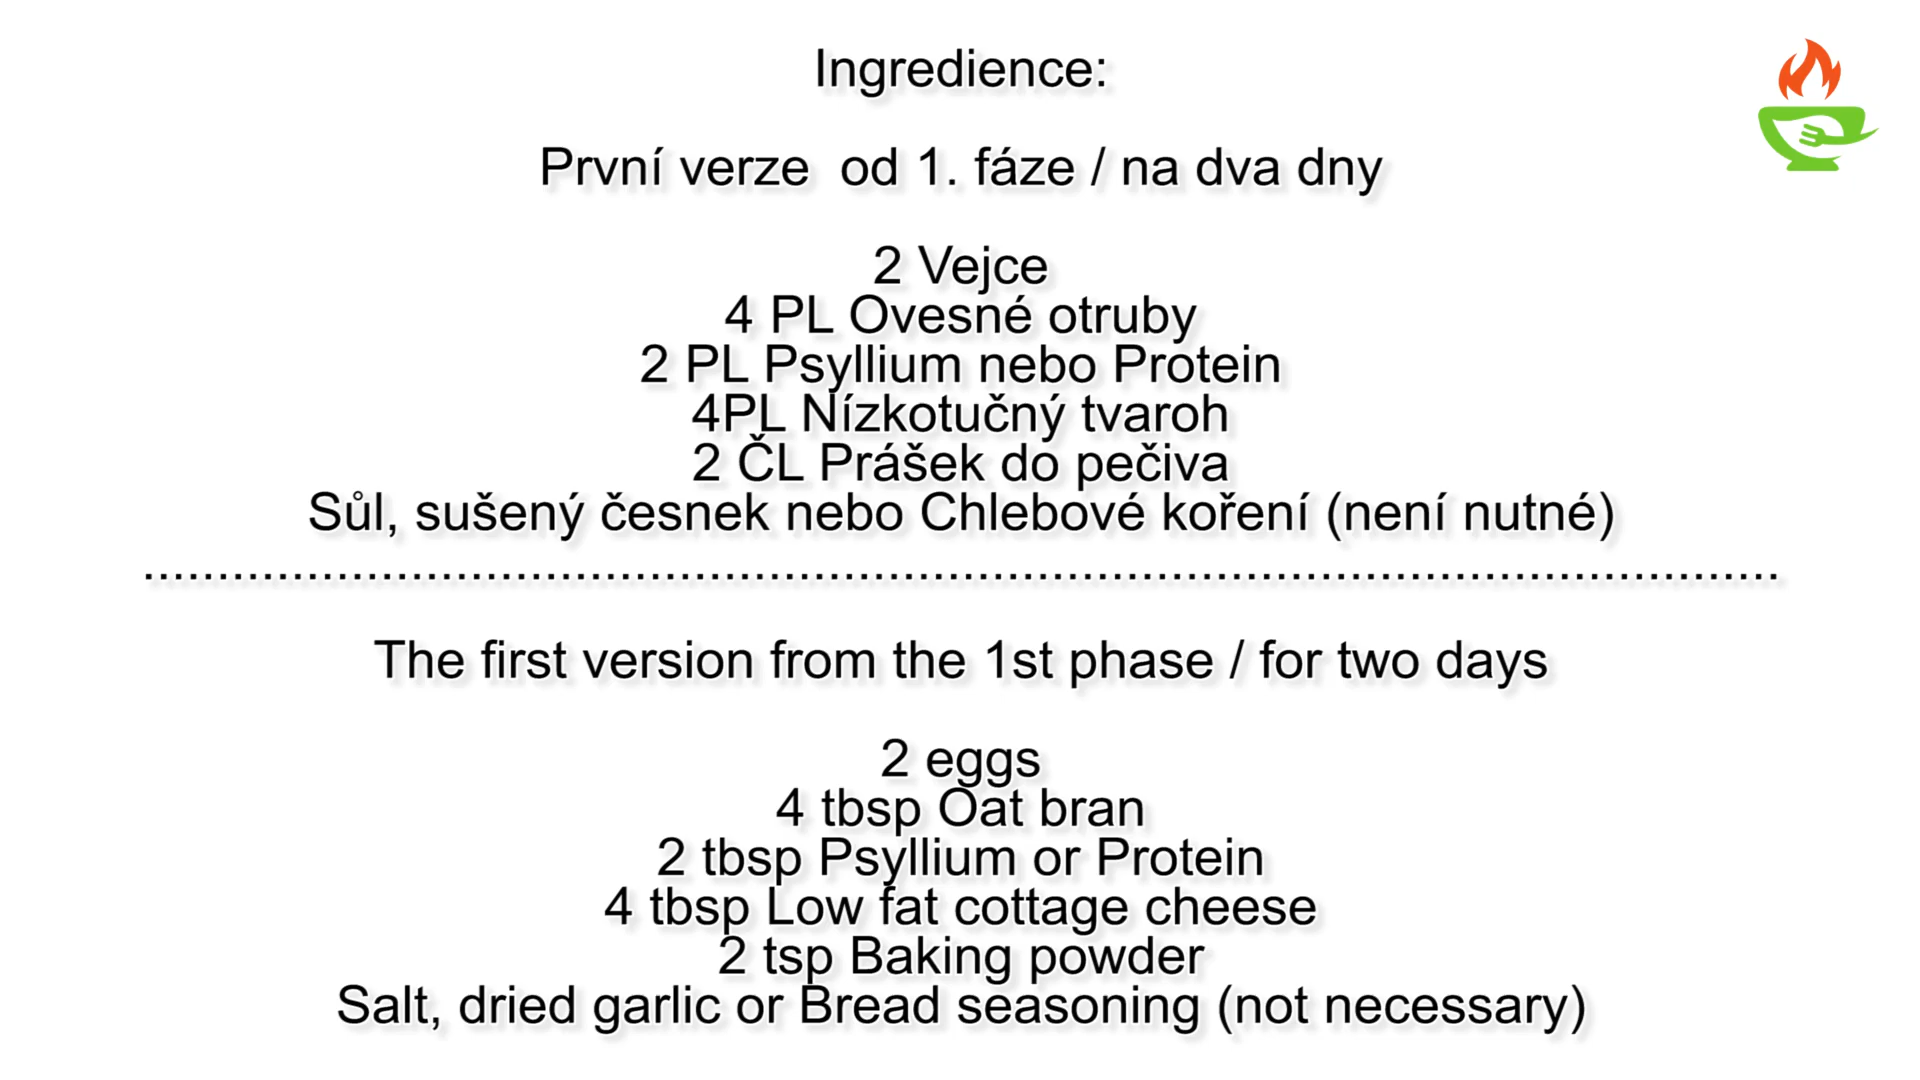 Ingredience:
První verze  od 1. fáze / na dva dny
2 Vejce
4 PL Ovesné otruby
2 PL Psyllium nebo Protein
4PL Nízkotučný tvaroh
2 ČL Prášek do pečiva
Sůl, sušený česnek nebo Chlebové koření (není nutné)
..............................................................................................................
The first version from the 1st phase / for two days
2 eggs
4 tbsp Oat bran
2 tbsp Psyllium or Protein
4 tbsp Low fat cottage cheese
2 tsp Baking powder
Salt, dried garlic or Bread seasoning (not necessary)